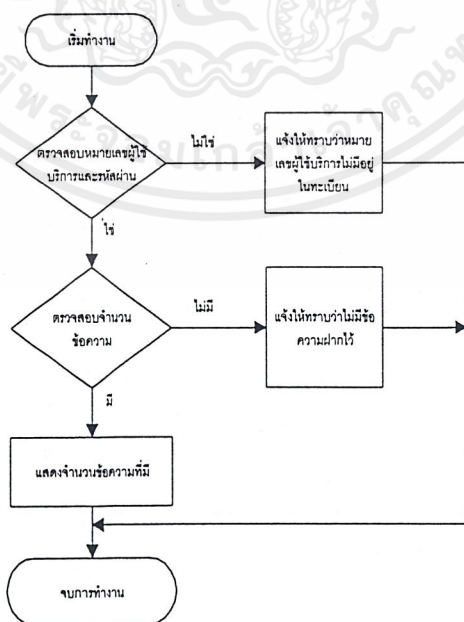 เริ่มทำงาน
ตรวจสอบหมายเลขผู้ใช้
บริการและรหัสผ่าน
ไม่ใช่
แจ้งให้ทราบว่าหมาย
เลขผู้ใช้บริการไม่มีอยู่
ในทะเบียน
ใช่
ตรวจสอบจำนวน
ข้อความ
ไม่มี
แจ้งให้ทราบว่าไม่มีข้อ
ความฝากไว้
มี
แสดงจำนวนข้อความที่มี
จบการทำงาน